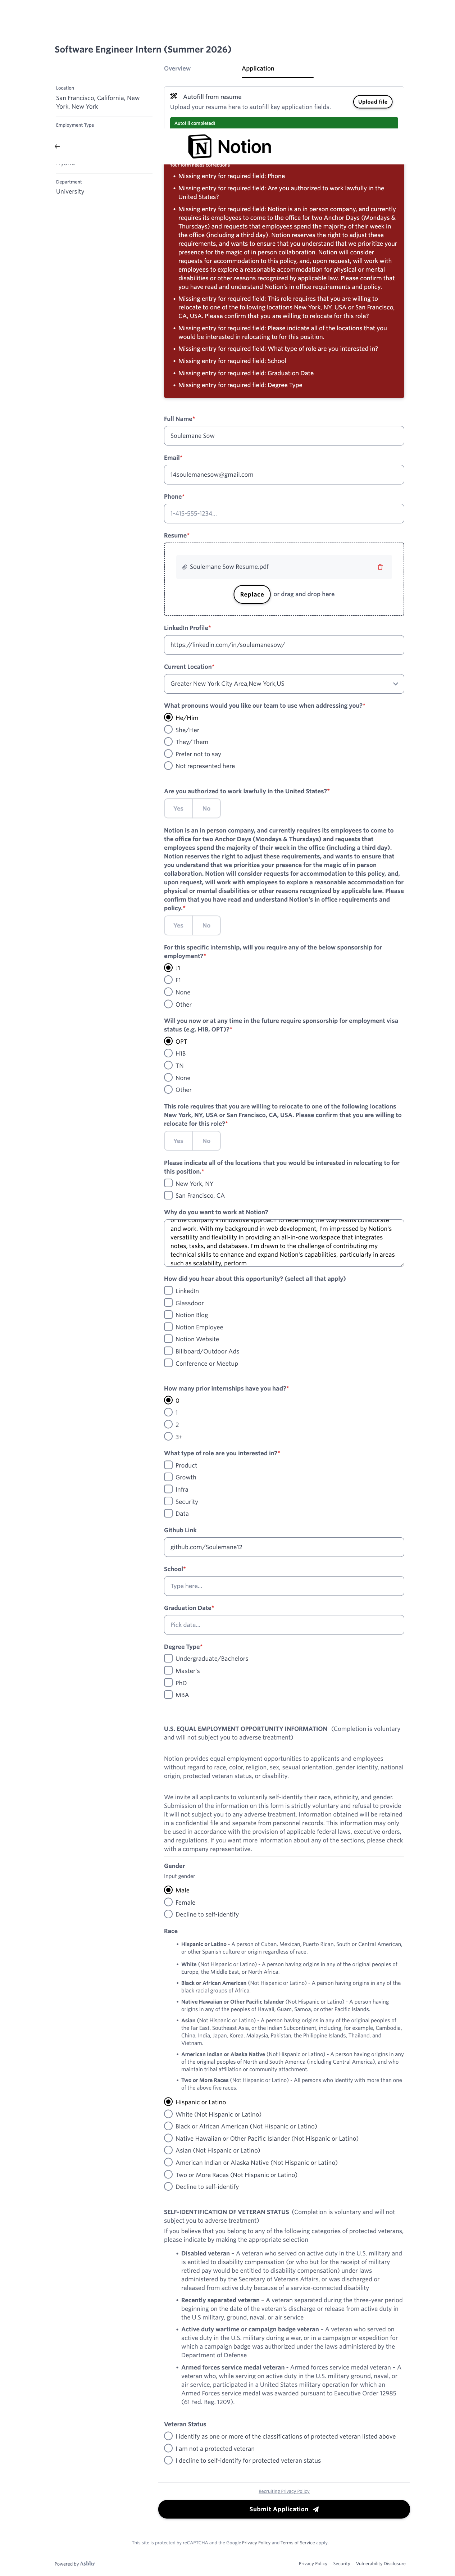 Software Engineer Intern (Summer 2026)
Location
San Francisco, California, New
York, New York
Employment Type
Department
University
Overview
Application
Autofill from resume
Upload your resume here to autofill key application fields.
Upload file
Autofill completed!
Notion
• Missing entry for required field: Phone
• Missing entry for required field: Are you authorized to work lawfully in the
United States?
• Missing entry for required field: Notion is an in person company, and currently
requires its employees to come to the office for two Anchor Days (Mondays &
Thursdays) and requests that employees spend the majority of their week in
the office (including a third day). Notion reserves the right to adjust these
requirements, and wants to ensure that you understand that we prioritize your
presence for the magic of in person collaboration. Notion will consider
requests for accommodation to this policy, and, upon request, will work with
employees to explore a reasonable accommodation for physical or mental
disabilities or other reasons recognized by applicable law. Please confirm that
you have read and understand Notion's in office requirements and policy.
• Missing entry for required field: This role requires that you are willing to
relocate to one of the following locations New York, NY, USA or San Francisco,
CA, USA. Please confirm that you are willing to relocate for this role?
• Missing entry for required field: Please indicate all of the locations that you
would be interested in relocating to for this position.
• Missing entry for required field: What type of role are you interested in?
• Missing entry for required field: School
• Missing entry for required field: Graduation Date
• Missing entry for required field: Degree Type
Full Name*
Soulemane Sow
Email*
14soulemanesow@gmail.com
Phone*
1-415-555-1234...
Resume*
Soulemane Sow Resume.pdf
Replace or drag and drop here
LinkedIn Profile*
https://linkedin.com/in/soulemanesow/
Current Location*
Greater New York City Area,New York,US
What pronouns would you like our team to use when addressing you?*
He/Him
She/Her
They/Them
Prefer not to say
Not represented here
Are you authorized to work lawfully in the United States?*
Yes No
Notion is an in person company, and currently requires its employees to come to
the office for two Anchor Days (Mondays & Thursdays) and requests that
employees spend the majority of their week in the office (including a third day).
Notion reserves the right to adjust these requirements, and wants to ensure that
you understand that we prioritize your presence for the magic of in person
collaboration. Notion will consider requests for accommodation to this policy, and,
upon request, will work with employees to explore a reasonable accommodation for
physical or mental disabilities or other reasons recognized by applicable law. Please
confirm that you have read and understand Notion's in office requirements and
policy.*
Yes No
For this specific internship, will you require any of the below sponsorship for
employment?*
J1
F1
None
Other
Will you now or at any time in the future require sponsorship for employment visa
status (e.g. H1B, OPT)?*
OPT
H1B
TN
None
Other
This role requires that you are willing to relocate to one of the following locations
New York, NY, USA or San Francisco, CA, USA. Please confirm that you are willing to
relocate for this role?*
Yes No
Please indicate all of the locations that you would be interested in relocating to for
this position.*
New York, NY
San Francisco, CA
Why do you want to work at Notion?
of the company's innovative approach to redefining the way teams collaborate
and work. With my background in web development, I'm impressed by Notion's
versatility and flexibility in providing an all-in-one workspace that integrates
notes, tasks, and databases. I'm drawn to the challenge of contributing my
technical skills to enhance and expand Notion's capabilities, particularly in areas
such as scalability, perform
How did you hear about this opportunity? (select all that apply)
LinkedIn
Glassdoor
Notion Blog
Notion Employee
Notion Website
Billboard/Outdoor Ads
Conference or Meetup
How many prior internships have you had?*
0
1
2
3+
What type of role are you interested in?*
Product
Growth
Infra
Security
Data
Github Link
github.com/Soulemane12
School*
Type here...
Graduation Date*
Pick date...
Degree Type*
Undergraduate/Bachelors
Master's
PhD
MBA
U.S. EQUAL EMPLOYMENT OPPORTUNITY INFORMATION (Completion is voluntary
and will not subject you to adverse treatment)
Notion provides equal employment opportunities to applicants and employees
without regard to race, color, religion, sex, sexual orientation, gender identity, national
origin, protected veteran status, or disability.
We invite all applicants to voluntarily self-identify their race, ethnicity, and gender.
Submission of the information on this form is strictly voluntary and refusal to provide
it will not subject you to any adverse treatment. Information obtained will be retained
in a confidential file and separate from personnel records. This information may only
be used in accordance with the provision of applicable federal laws, executive orders,
and regulations. If you want more information about any of the sections, please check
with a company representative.
Gender
Input gender
Male
Female
Decline to self-identify
Race
• Hispanic or Latino - A person of Cuban, Mexican, Puerto Rican, South or Central American,
or other Spanish culture or origin regardless of race.
• White (Not Hispanic or Latino) - A person having origins in any of the original peoples of
Europe, the Middle East, or North Africa.
• Black or African American (Not Hispanic or Latino) - A person having origins in any of the
black racial groups of Africa.
• Native Hawaiian or Other Pacific Islander (Not Hispanic or Latino) - A person having
origins in any of the peoples of Hawaii, Guam, Samoa, or other Pacific Islands.
• Asian (Not Hispanic or Latino) - A person having origins in any of the original peoples of
the Far East, Southeast Asia, or the Indian Subcontinent, including, for example, Cambodia,
China, India, Japan, Korea, Malaysia, Pakistan, the Philippine Islands, Thailand, and
Vietnam.
• American Indian or Alaska Native (Not Hispanic or Latino) - A person having origins in any
of the original peoples of North and South America (including Central America), and who
maintain tribal affiliation or community attachment.
• Two or More Races (Not Hispanic or Latino) - All persons who identify with more than one
of the above five races.
Hispanic or Latino
White (Not Hispanic or Latino)
Black or African American (Not Hispanic or Latino)
Native Hawaiian or Other Pacific Islander (Not Hispanic or Latino)
Asian (Not Hispanic or Latino)
American Indian or Alaska Native (Not Hispanic or Latino)
Two or More Races (Not Hispanic or Latino)
Decline to self-identify
SELF-IDENTIFICATION OF VETERAN STATUS (Completion is voluntary and will not
subject you to adverse treatment)
If you believe that you belong to any of the following categories of protected veterans,
please indicate by making the appropriate selection
• Disabled veteran – A veteran who served on active duty in the U.S. military and
is entitled to disability compensation (or who but for the receipt of military
retired pay would be entitled to disability compensation) under laws
administered by the Secretary of Veterans Affairs, or was discharged or
released from active duty because of a service-connected disability
• Recently separated veteran – A veteran separated during the three-year period
beginning on the date of the veteran's discharge or release from active duty in
the U.S military, ground, naval, or air service
• Active duty wartime or campaign badge veteran – A veteran who served on
active duty in the U.S. military during a war, or in a campaign or expedition for
which a campaign badge was authorized under the laws administered by the
Department of Defense
• Armed forces service medal veteran - Armed forces service medal veteran – A
veteran who, while serving on active duty in the U.S. military ground, naval, or
air service, participated in a United States military operation for which an
Armed Forces service medal was awarded pursuant to Executive Order 12985
(61 Fed. Reg. 1209).
Veteran Status
I identify as one or more of the classifications of protected veteran listed above
I am not a protected veteran
I decline to self-identify for protected veteran status
Recruiting Privacy Policy
Submit Application
This site is protected by reCAPTCHA and the Google Privacy Policy and Terms of Service apply.
Powered by Ashby
Privacy Policy Security Vulnerability Disclosure